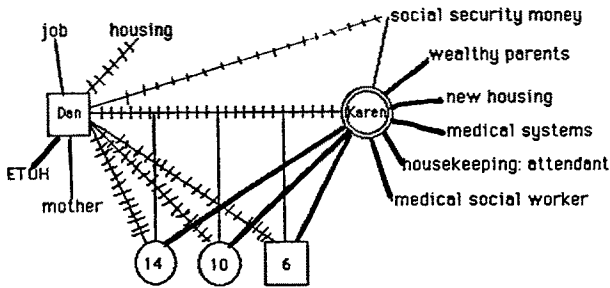 social security money
job
housing
wealthy parents
new housing
Dan
Karen
medical systems
housekeeping: attendant
ETOH
medical social worker
mother
14
10
6